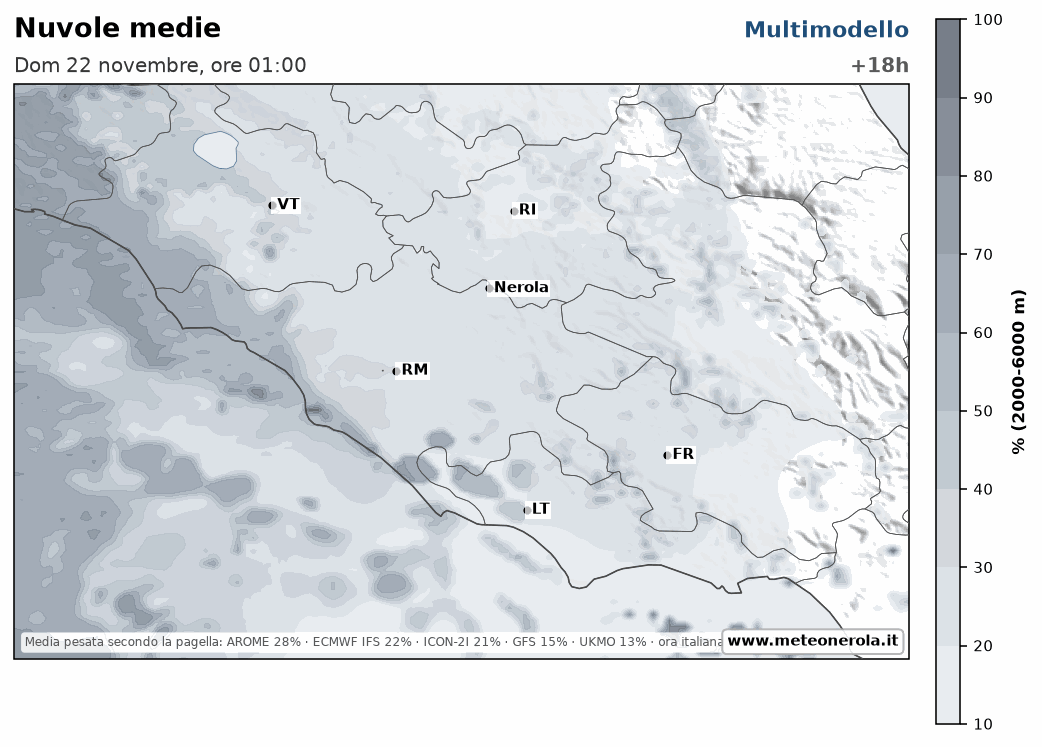 Nuvole medie
Multimodello
Dom 22 novembre, ore 01:00
+18h
100
90
80
70
60
50
40
30
20
10
% (2000-6000 m)
VT
RI
Nerola
RM
FR
LT
Media pesata secondo la pagella: AROME 28% · ECMWF IFS 22% · ICON-2I 21% · GFS 15% · UKMO 13% · ora italiana
www.meteonerola.it